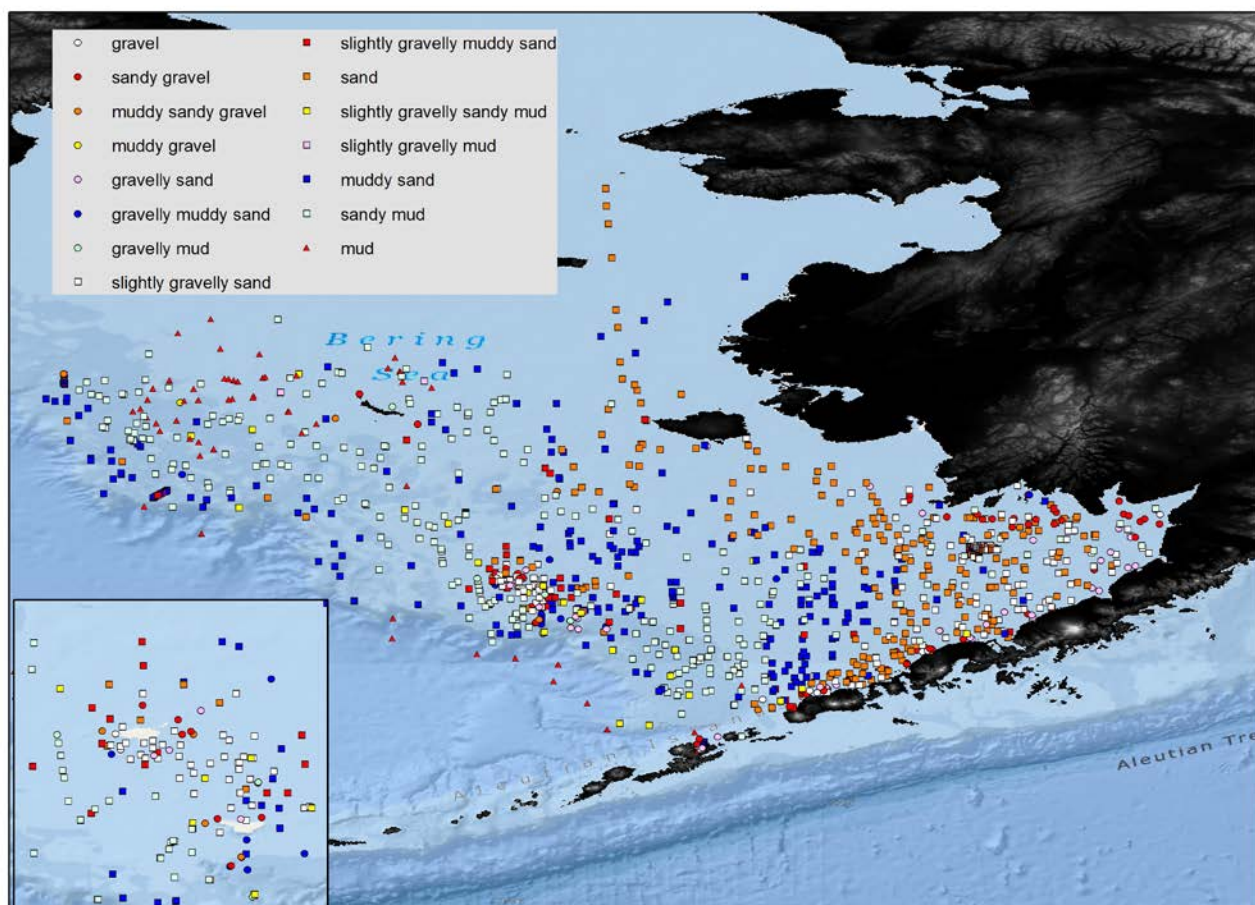 gravel
sandy gravel
muddy sandy gravel
muddy gravel
gravelly sand
gravelly muddy sand
gravelly mud
slightly gravelly sand
slightly gravelly muddy sand
sand
slightly gravelly sandy mud
slightly gravelly mud
muddy sand
sandy mud
mud
Bering
Sea
Aleutian Tre